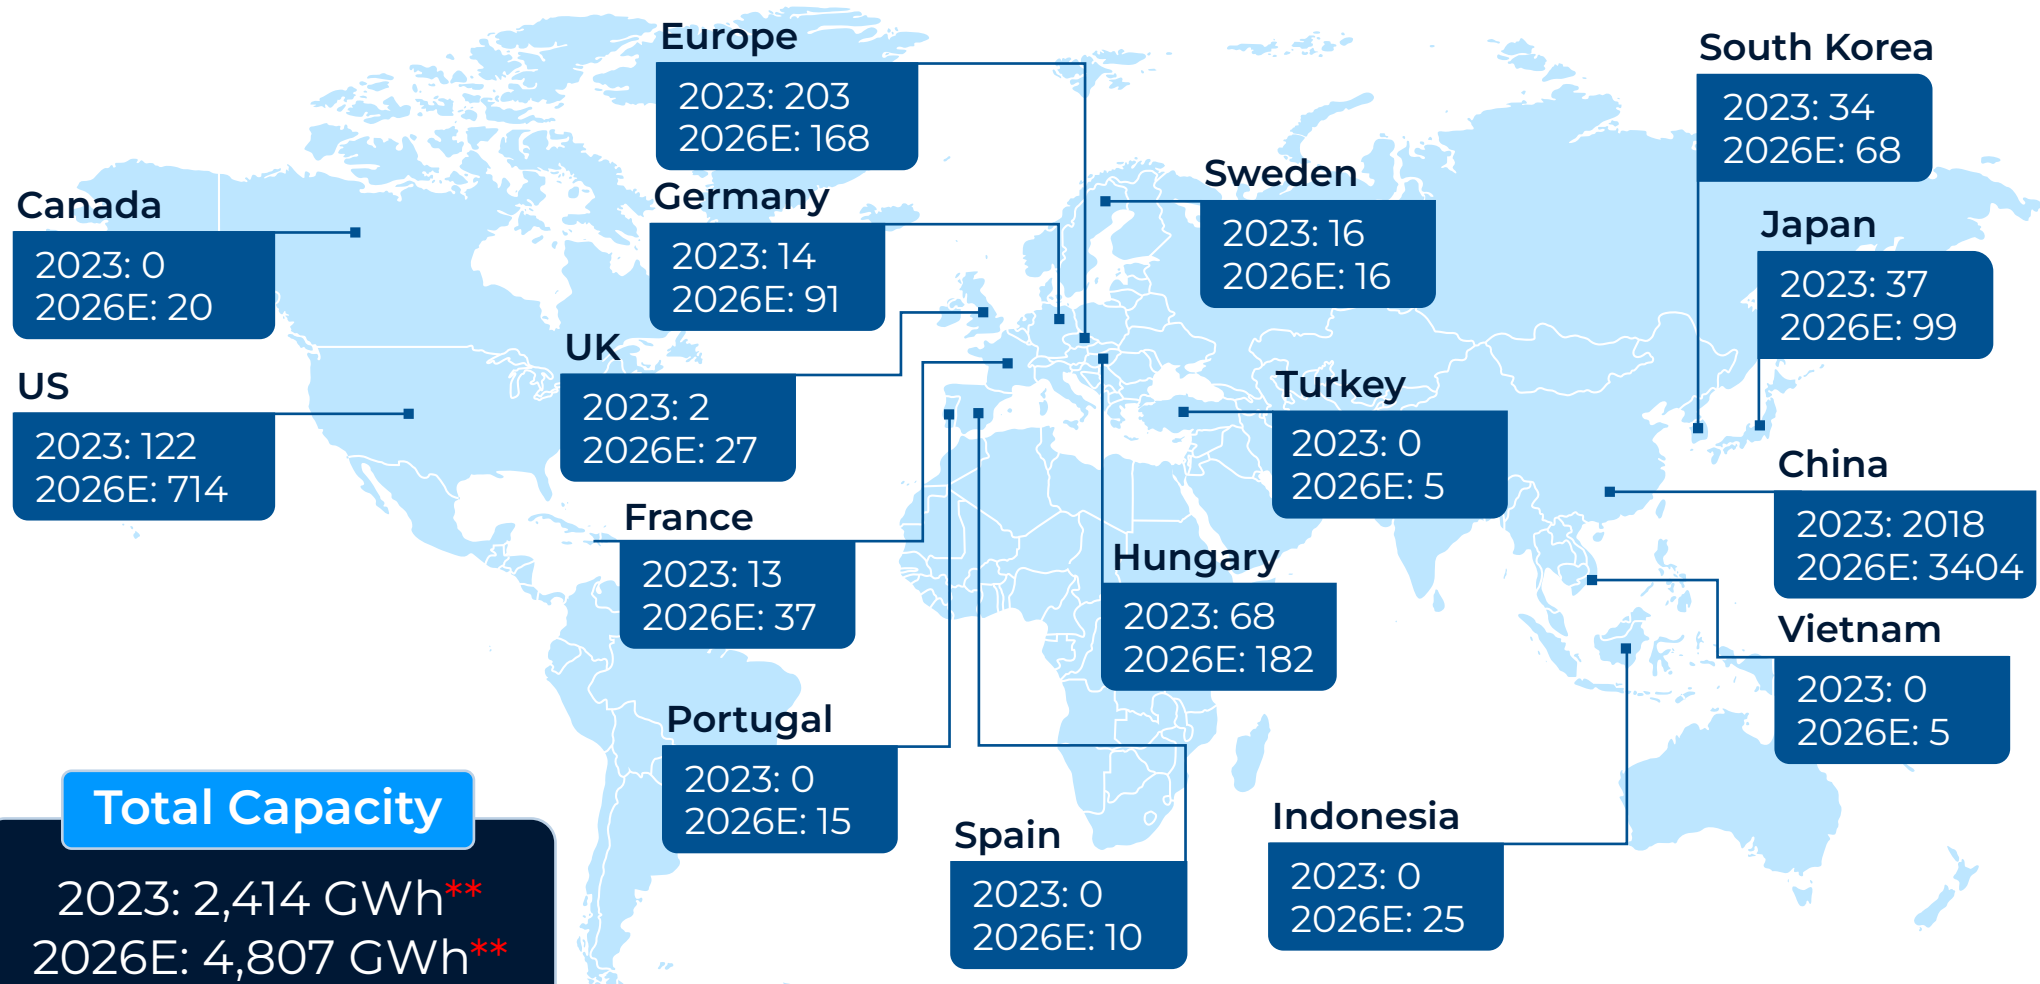 Europe
2023: 203
2026E: 168
South Korea
2023: 34
2026E: 68
Canada
2023: 0
2026E: 20
Germany
2023: 14
2026E: 91
Sweden
2023: 16
2026E: 16
Japan
2023: 37
2026E: 99
US
2023: 122
2026E: 714
UK
2023: 2
2026E: 27
Turkey
2023: 0
2026E: 5
China
2023: 2018
2026E: 3404
France
2023: 13
2026E: 37
Hungary
2023: 68
2026E: 182
Vietnam
2023: 0
2026E: 5
Portugal
2023: 0
2026E: 15
Spain
2023: 0
2026E: 10
Indonesia
2023: 0
2026E: 25
Total Capacity
2023: 2,414 GWh**
2026E: 4,807 GWh**